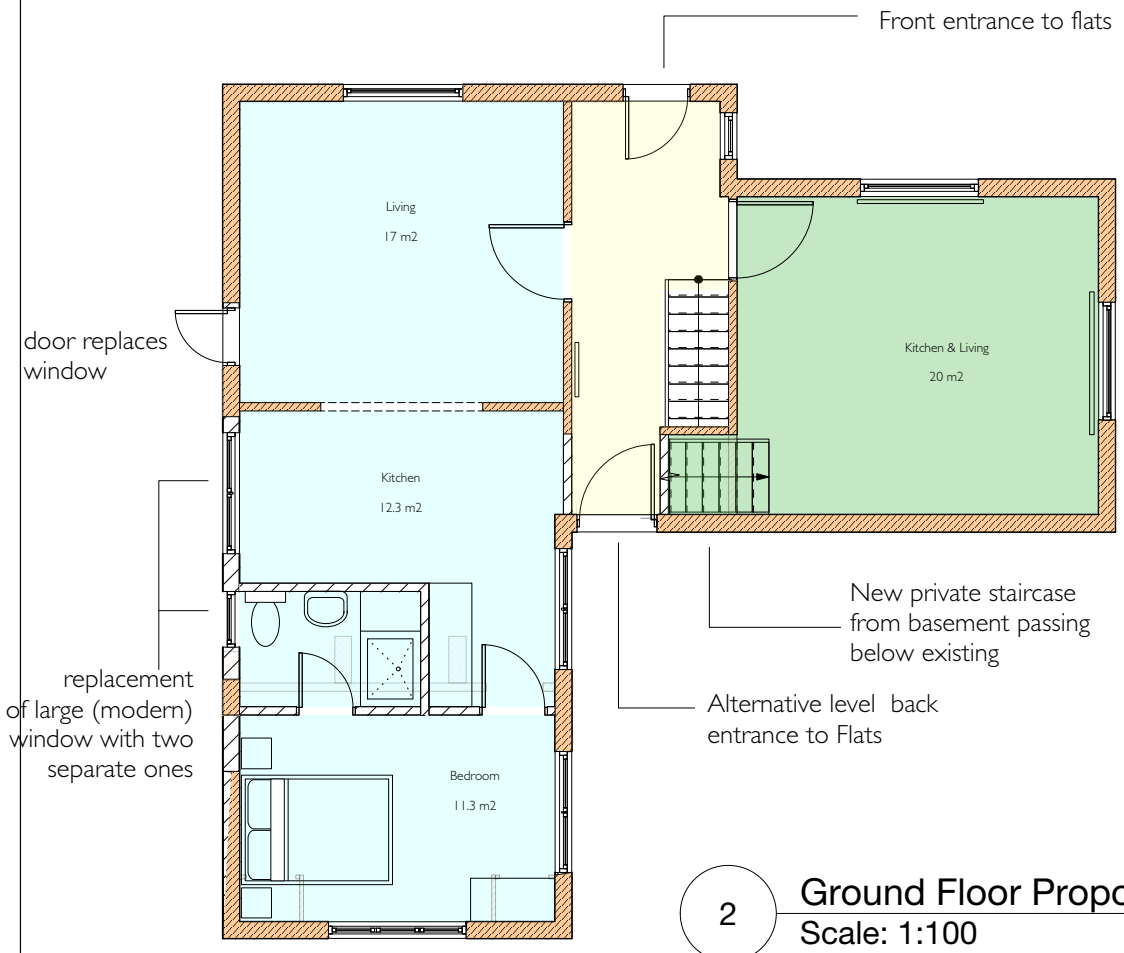 Front entrance to flats
Living
17 m2
door replaces
window
Kitchen & Living
20 m2
Kitchen
12.3 m2
New private staircase
from basement passing
below existing
replacement
of large (modern)
window with two
separate ones
Alternative level back
entrance to Flats
Bedroom
11.3 m2
2
Ground Floor Propo
Scale: 1:100